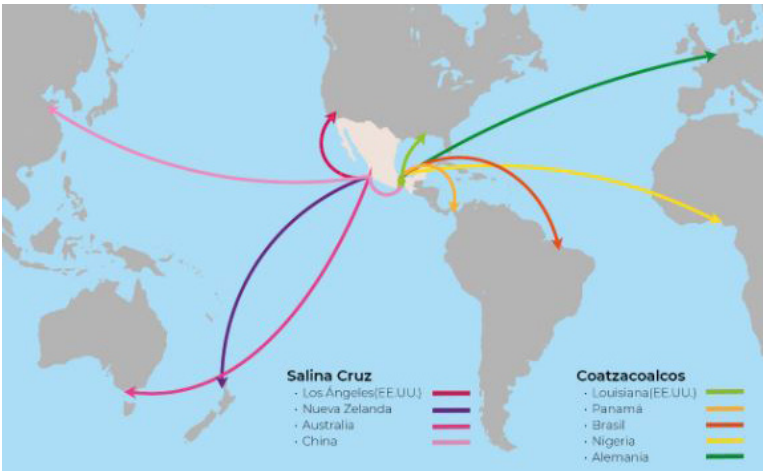 Salina Cruz
· Los Ángeles(EE.UU.)
· Nueva Zelanda
· Australia
· China
Coatzacoalcos
· Louisiana(EE.UU.)
· Panamá
· Brasil
· Nigeria
· Alemania